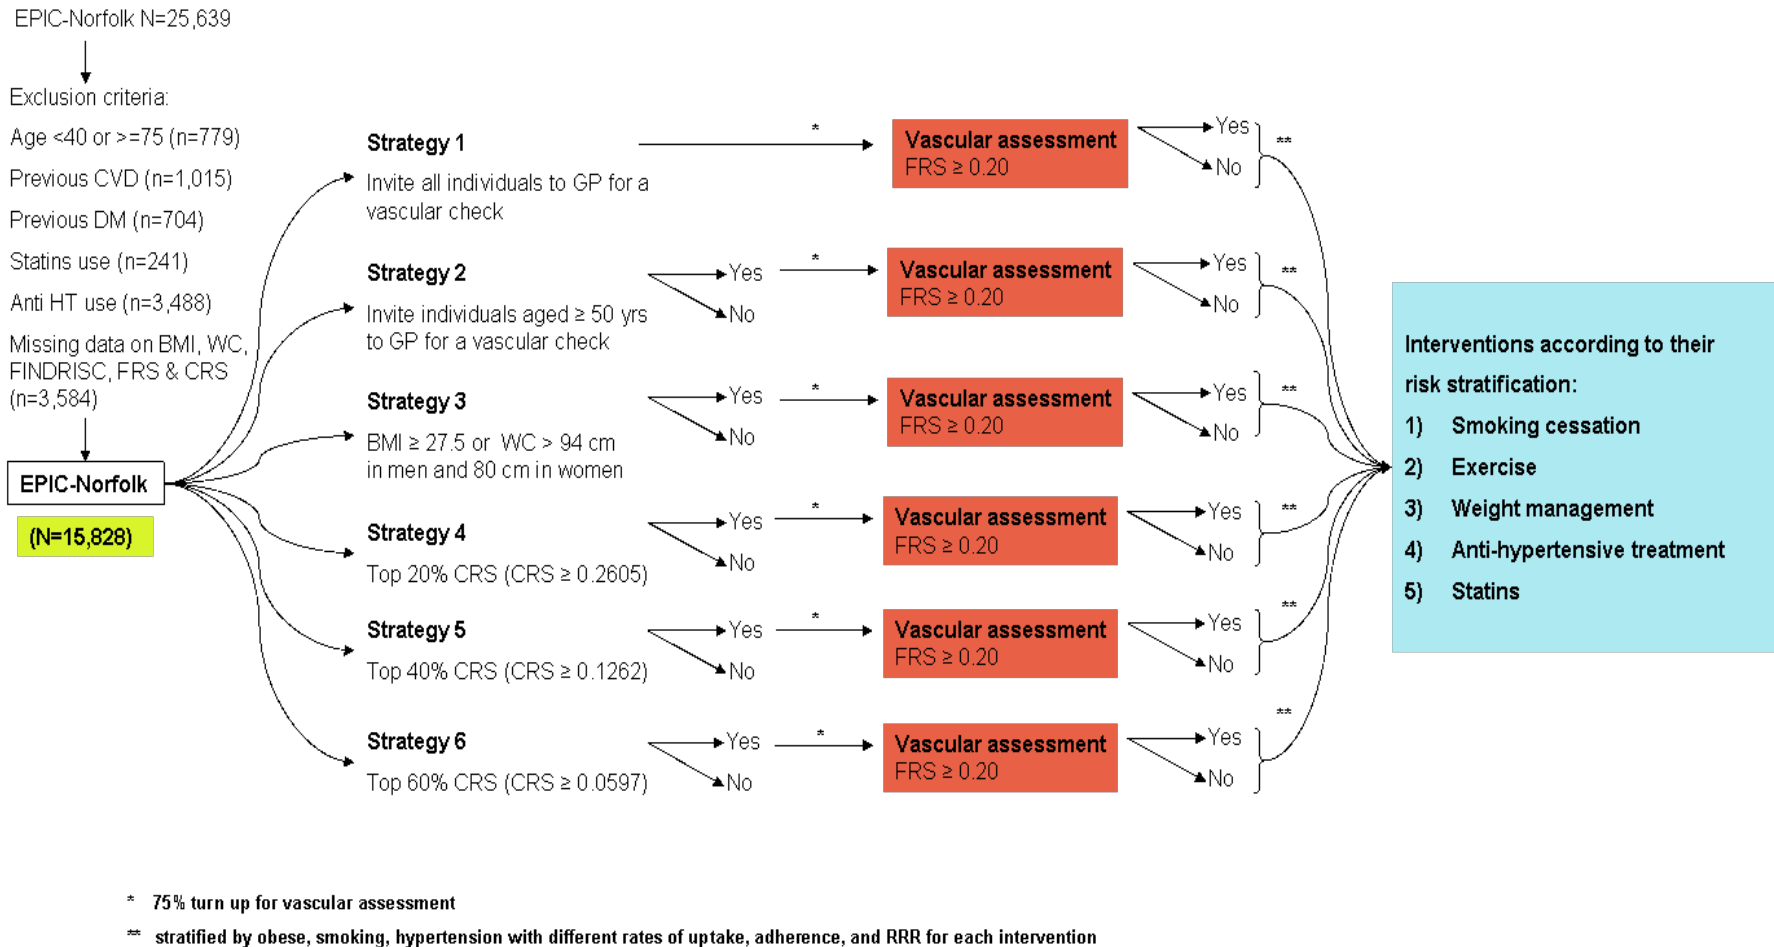 EPIC-Norfolk N=25,639
Exclusion criteria:
Age <40 or >=75 (n=779)
Previous CVD (n=1,015)
Previous DM (n=704)
Statins use (n=241)
Anti HT use (n=3,488)
Missing data on BMI, WC,
FINDRISC, FRS & CRS
(n=3,584)
EPIC-Norfolk
(N=15,828)
Strategy 1
Invite all individuals to GP for a
vascular check
*
Vascular assessment
FRS ≥ 0.20
Yes
No
**
Strategy 2
Invite individuals aged ≥ 50 yrs
to GP for a vascular check
Yes
No
*
Vascular assessment
FRS ≥ 0.20
Yes
No
**
Strategy 3
BMI ≥ 27.5 or WC > 94 cm
in men and 80 cm in women
Yes
No
*
Vascular assessment
FRS ≥ 0.20
Yes
No
**
Strategy 4
Top 20% CRS (CRS ≥ 0.2605)
Yes
No
*
Vascular assessment
FRS ≥ 0.20
Yes
No
**
Strategy 5
Top 40% CRS (CRS ≥ 0.1262)
Yes
No
*
Vascular assessment
FRS ≥ 0.20
Yes
No
**
Strategy 6
Top 60% CRS (CRS ≥ 0.0597)
Yes
No
*
Vascular assessment
FRS ≥ 0.20
Yes
No
**
Interventions according to their
risk stratification:
1) Smoking cessation
2) Exercise
3) Weight management
4) Anti-hypertensive treatment
5) Statins
* 75% turn up for vascular assessment
** stratified by obese, smoking, hypertension with different rates of uptake, adherence, and RRR for each intervention